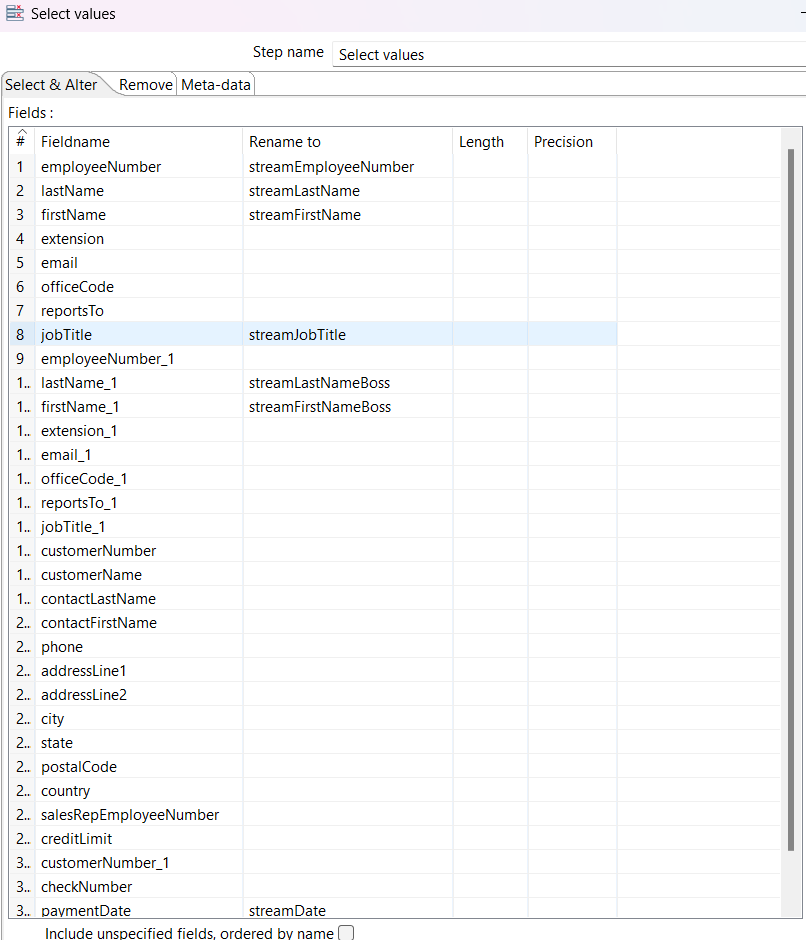 Select values
Step name Select values
Select & Alter Remove Meta-data
Fields :
# Fieldname Rename to Length Precision
1 employeeNumber streamEmployeeNumber
2 lastName streamLastName
3 firstName streamFirstName
4 extension
5 email
6 officeCode
7 reportsTo
8 jobTitle streamJobTitle
9 employeeNumber_1
1.. lastName_1 streamLastNameBoss
1.. firstName_1 streamFirstNameBoss
1.. extension_1
1.. email_1
1.. officeCode_1
1.. reportsTo_1
1.. jobTitle_1
1.. customerNumber
1.. customerName
1.. contactLastName
2.. contactFirstName
2.. phone
2.. addressLine1
2.. addressLine2
2.. city
2.. state
2.. postalCode
2.. country
2.. salesRepEmployeeNumber
2.. creditLimit
3.. customerNumber_1
3.. checkNumber
3.. paymentDate streamDate
Include unspecified fields, ordered by name